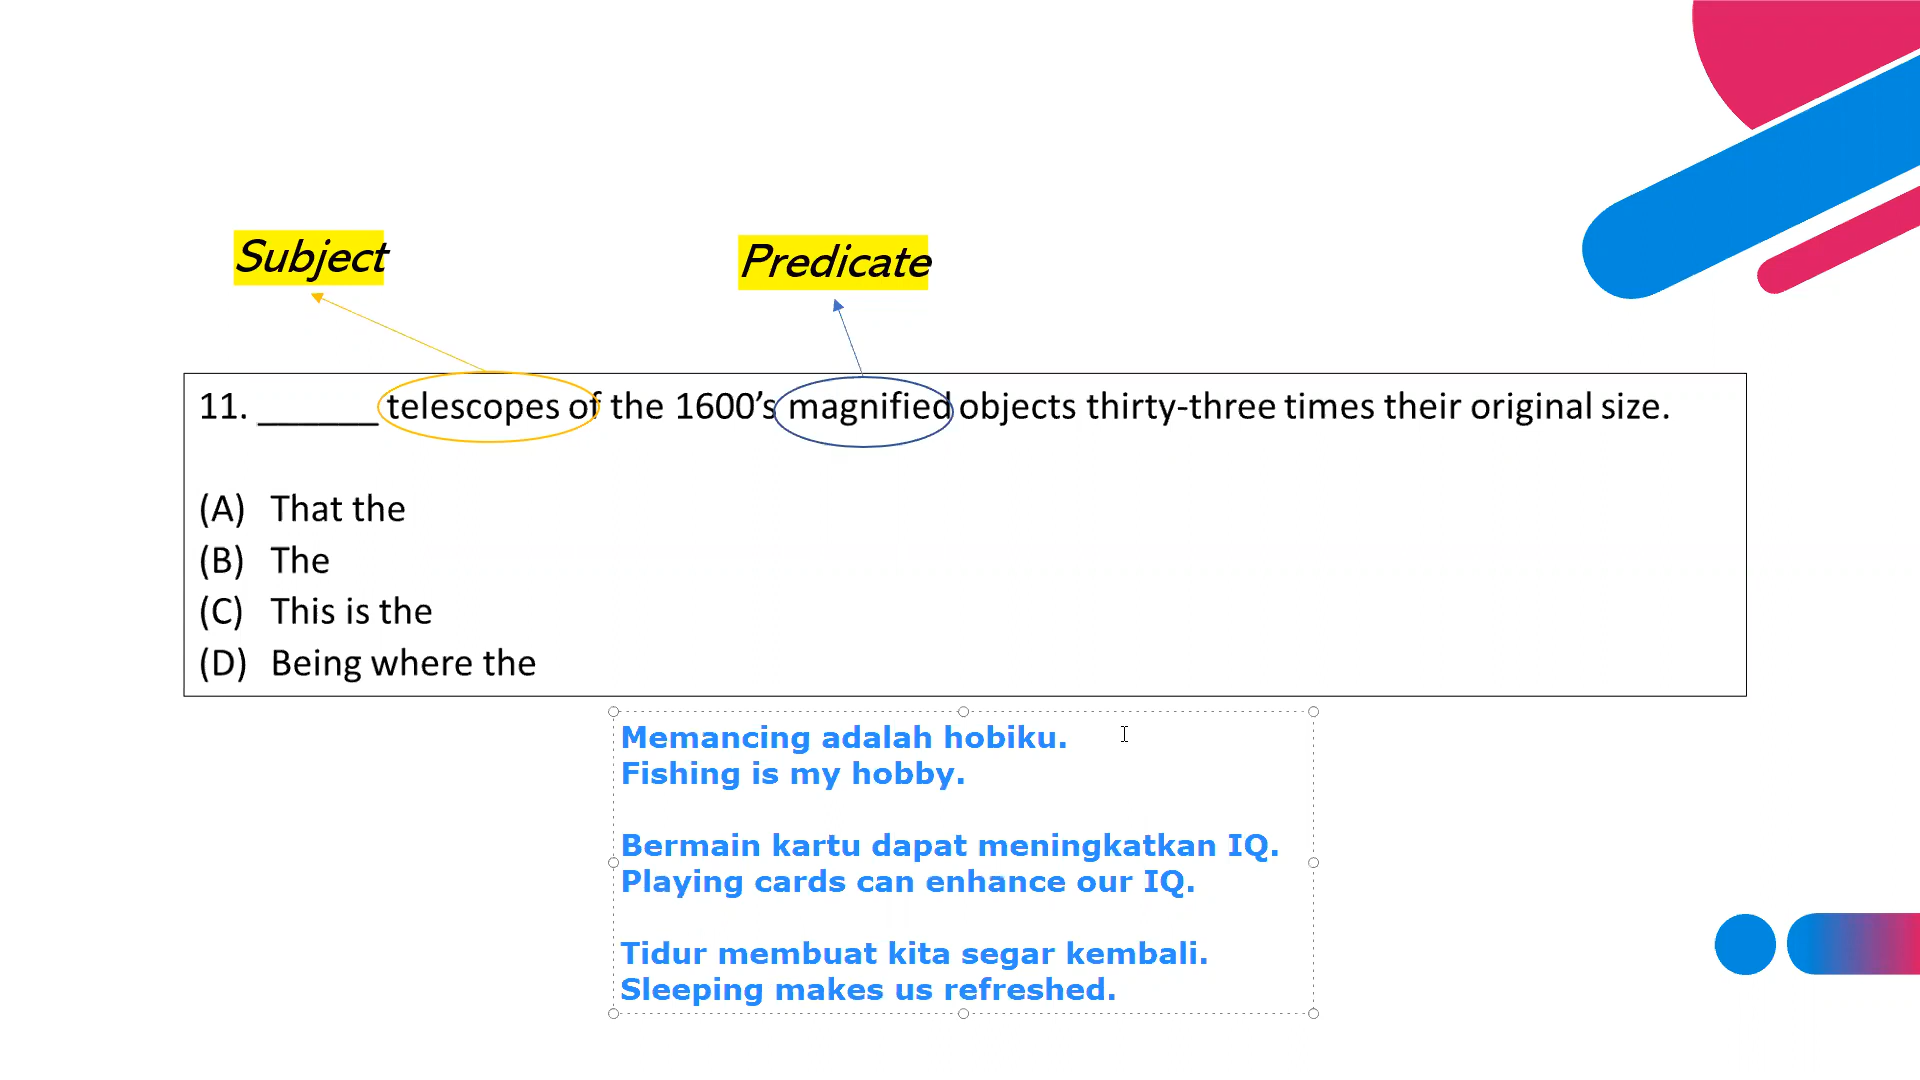 Subject
Predicate
11. ______ telescopes of the 1600’s magnified objects thirty-three times their original size.
(A) That the
(B) The
(C) This is the
(D) Being where the
Memancing adalah hobiku.
Fishing is my hobby.
Bermain kartu dapat meningkatkan IQ.
Playing cards can enhance our IQ.
Tidur membuat kita segar kembali.
Sleeping makes us refreshed.